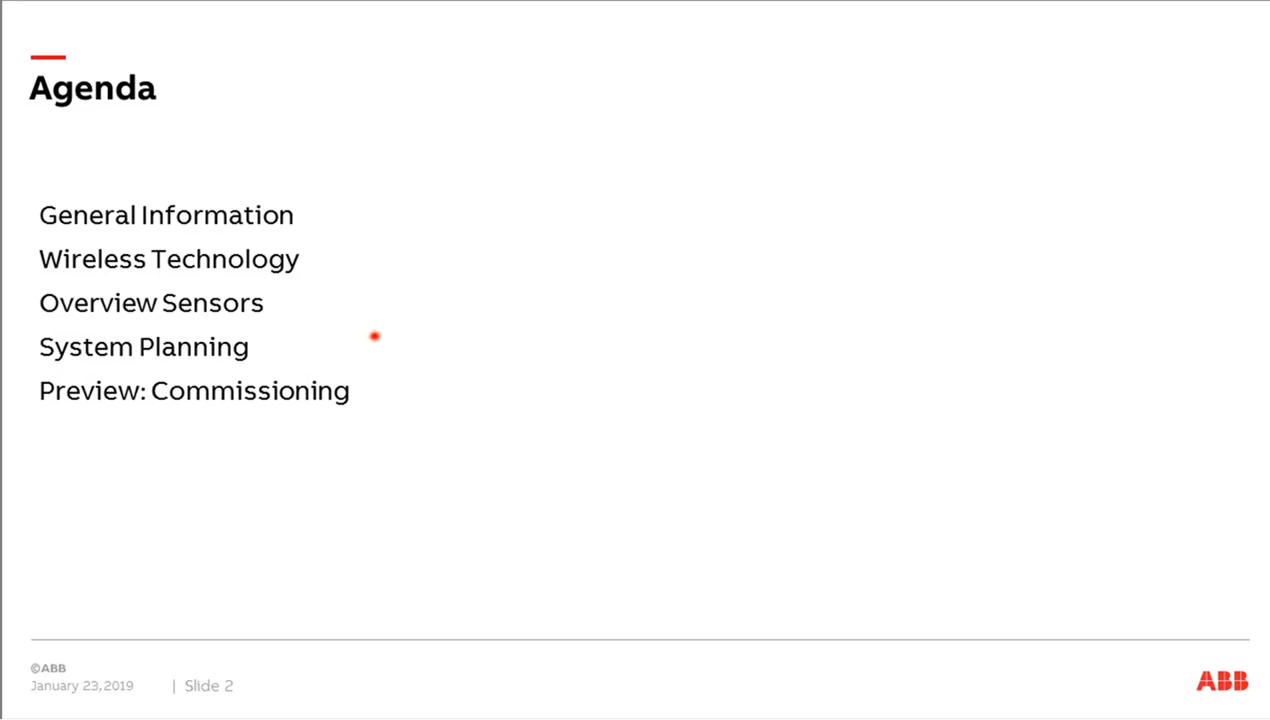 Agenda
General Information
Wireless Technology
Overview Sensors
System Planning
Preview: Commissioning
©ABB
January 23, 2019 | Slide 2
ABB